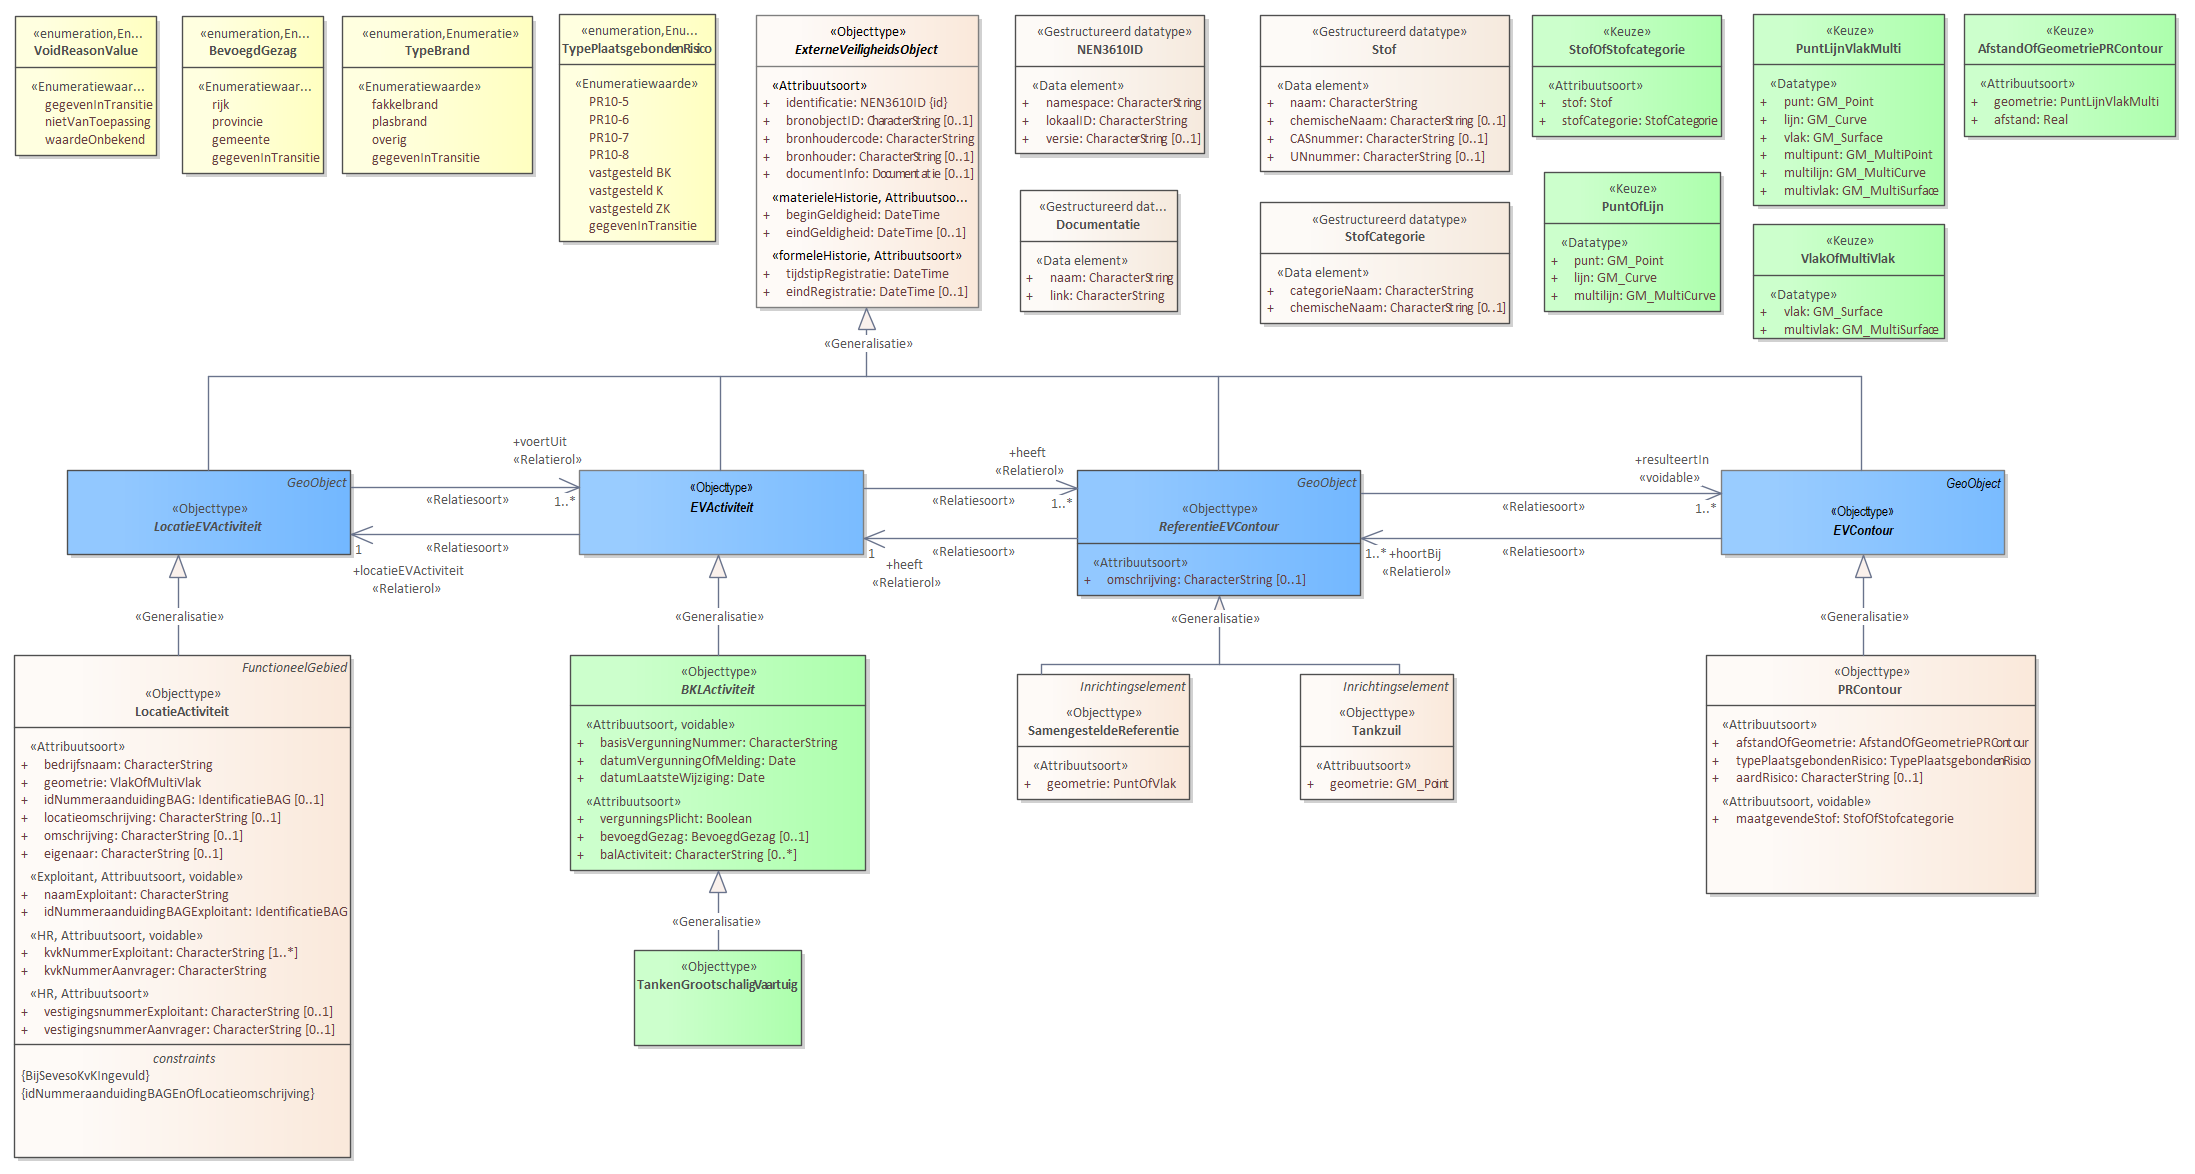 «enumeration,En...
VoidReasonValue
«Enumeratiewaar...
gegevenInTransitie
nietVanToepassing
waardeOnbekend
«enumeration,En...
BevoegdGezag
«Enumeratiewaar...
rijk
provincie
gemeente
gegevenInTransitie
«enumeration,Enumeratie»
TypeBrand
«Enumeratiewaarde»
fakkelbrand
plasbrand
overig
gegevenInTransitie
«enumeration,Enu...
TypePlaatsgebondenRisico
«Enumeratiewaarde»
PR10-5
PR10-6
PR10-7
PR10-8
vastgesteld BK
vastgesteld K
vastgesteld ZK
gegevenInTransitie
«Objecttype»
ExterneVeiligheidsObject
«Attribuutsoort»
+ identificatie: NEN3610ID {id}
+ bronobjectID: CharacterString [0..1]
+ bronhoudercode: CharacterString
+ bronhouder: CharacterString [0..1]
+ documentInfo: Documentatie [0..1]
«materieleHistorie, Attribuutsoo...
+ beginGeldigheid: DateTime
+ eindGeldigheid: DateTime [0..1]
«formeleHistorie, Attribuutsoort»
+ tijdstipRegistratie: DateTime
+ eindRegistratie: DateTime [0..1]
«Gestructureerd datatype»
NEN3610ID
«Data element»
+ namespace: CharacterString
+ lokaalID: CharacterString
+ versie: CharacterString [0..1]
«Gestructureerd dat...
Documentatie
«Data element»
+ naam: CharacterString
+ link: CharacterString
«Gestructureerd datatype»
Stof
«Data element»
+ naam: CharacterString
+ chemischeNaam: CharacterString [0..1]
+ CASnummer: CharacterString [0..1]
+ UNnummer: CharacterString [0..1]
«Gestructureerd datatype»
StofCategorie
«Data element»
+ categorieNaam: CharacterString
+ chemischeNaam: CharacterString [0..1]
«Keuze»
StofOfStofcategorie
«Attribuutsoort»
+ stof: Stof
+ stofCategorie: StofCategorie
«Keuze»
PuntOfLijn
«Datatype»
+ punt: GM_Point
+ lijn: GM_Curve
+ multilijn: GM_MultiCurve
«Keuze»
PuntLijnVlakMulti
«Datatype»
+ punt: GM_Point
+ lijn: GM_Curve
+ vlak: GM_Surface
+ multipunt: GM_MultiPoint
+ multilijn: GM_MultiCurve
+ multivlak: GM_MultiSurface
«Keuze»
VlakOfMultiVlak
«Datatype»
+ vlak: GM_Surface
+ multivlak: GM_MultiSurface
«Keuze»
AfstandOfGeometriePRContour
«Attribuutsoort»
+ geometrie: PuntLijnVlakMulti
+ afstand: Real
«Generalisatie»
GeoObject
«Objecttype»
LocatieEVActiviteit
+voertUit
«Relatierol»
«Relatiesoort»
1..*
«Relatiesoort»
1
+locatieEVActiviteit
«Relatierol»
«Objecttype»
EVActiviteit
+heeft
«Relatierol»
«Relatiesoort»
1..*
«Relatiesoort»
1
+heeft
«Relatierol»
GeoObject
«Objecttype»
ReferentieEVContour
«Attribuutsoort»
+ omschrijving: CharacterString [0..1]
+resulteertIn
«voidable»
«Relatiesoort»
1..*
«Relatiesoort»
1..* +hoortBij
«Relatierol»
GeoObject
«Objecttype»
EVContour
«Generalisatie»
«Generalisatie»
«Generalisatie»
«Generalisatie»
FunctioneelGebied
«Objecttype»
LocatieActiviteit
«Attribuutsoort»
+ bedrijfsnaam: CharacterString
+ geometrie: VlakOfMultiVlak
+ idNummeraanduidingBAG: IdentificatieBAG [0..1]
+ locatieomschrijving: CharacterString [0..1]
+ omschrijving: CharacterString [0..1]
+ eigenaar: CharacterString [0..1]
«Exploitant, Attribuutsoort, voidable»
+ naamExploitant: CharacterString
+ idNummeraanduidingBAGExploitant: IdentificatieBAG
«HR, Attribuutsoort, voidable»
+ kvkNummerExploitant: CharacterString [1..*]
+ kvkNummerAanvrager: CharacterString
«HR, Attribuutsoort»
+ vestigingsnummerExploitant: CharacterString [0..1]
+ vestigingsnummerAanvrager: CharacterString [0..1]
constraints
{BijSevesoKvKIngevuld}
{idNummeraanduidingBAGEnOfLocatieomschrijving}
«Objecttype»
BKLActiviteit
«Attribuutsoort, voidable»
+ basisVergunningNummer: CharacterString
+ datumVergunningOfMelding: Date
+ datumLaatsteWijziging: Date
«Attribuutsoort»
+ vergunningsPlicht: Boolean
+ bevoegdGezag: BevoegdGezag [0..1]
+ balActiviteit: CharacterString [0..*]
«Generalisatie»
«Objecttype»
TankenGrootschaligVaartuig
Inrichtingselement
«Objecttype»
SamengesteldeReferentie
«Attribuutsoort»
+ geometrie: PuntOfVlak
Inrichtingselement
«Objecttype»
Tankzuil
«Attribuutsoort»
+ geometrie: GM_Point
«Objecttype»
PRContour
«Attribuutsoort»
+ afstandOfGeometrie: AfstandOfGeometriePRContour
+ typePlaatsgebondenRisico: TypePlaatsgebondenRisico
+ aardRisico: CharacterString [0..1]
«Attribuutsoort, voidable»
+ maatgevendeStof: StofOfStofcategorie